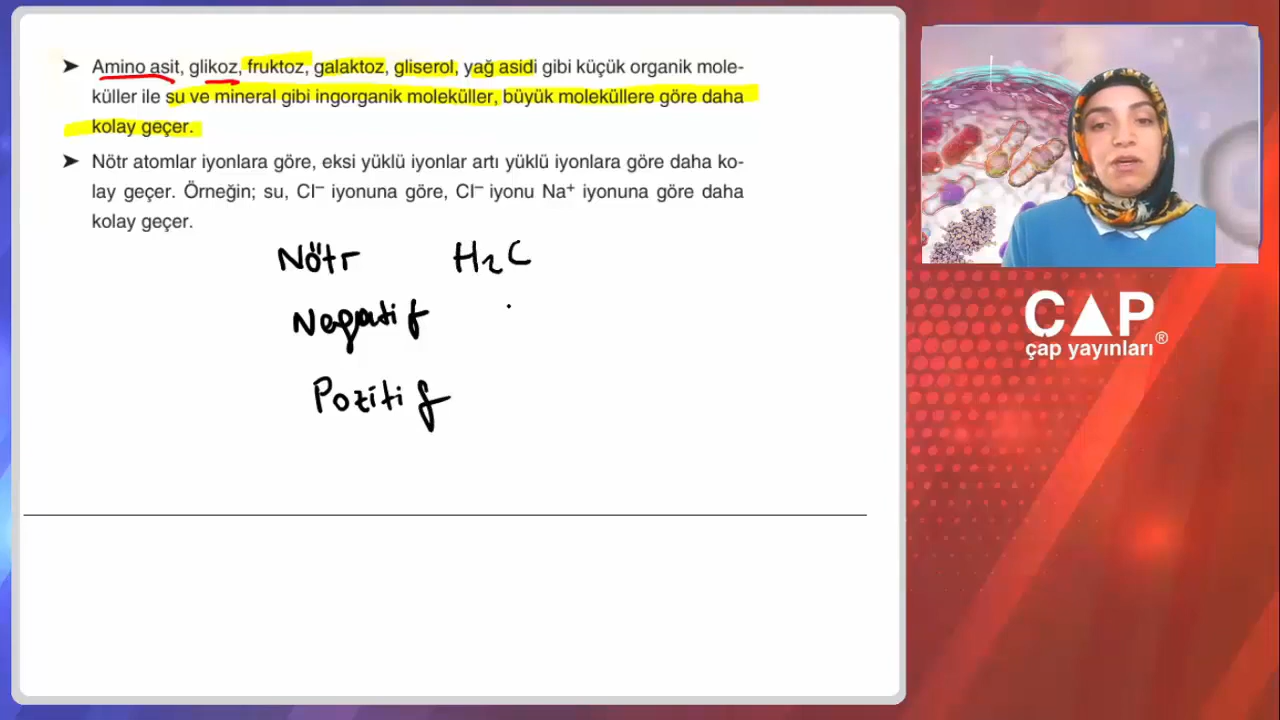 ➤ Amino asit, glikoz, fruktoz, galaktoz, gliserol, yağ asidi gibi küçük organik mole-
küller ile su ve mineral gibi ingorganik moleküller, büyük moleküllere göre daha
kolay geçer.
➤ Nötr atomlar iyonlara göre, eksi yüklü iyonlar artı yüklü iyonlara göre daha ko-
lay geçer. Örneğin; su, Cl⁻ iyonuna göre, Cl⁻ iyonu Na⁺ iyonuna göre daha
kolay geçer.
Nötr H₂C
Negatif
Pozitif
ÇAP
çap yayınları®